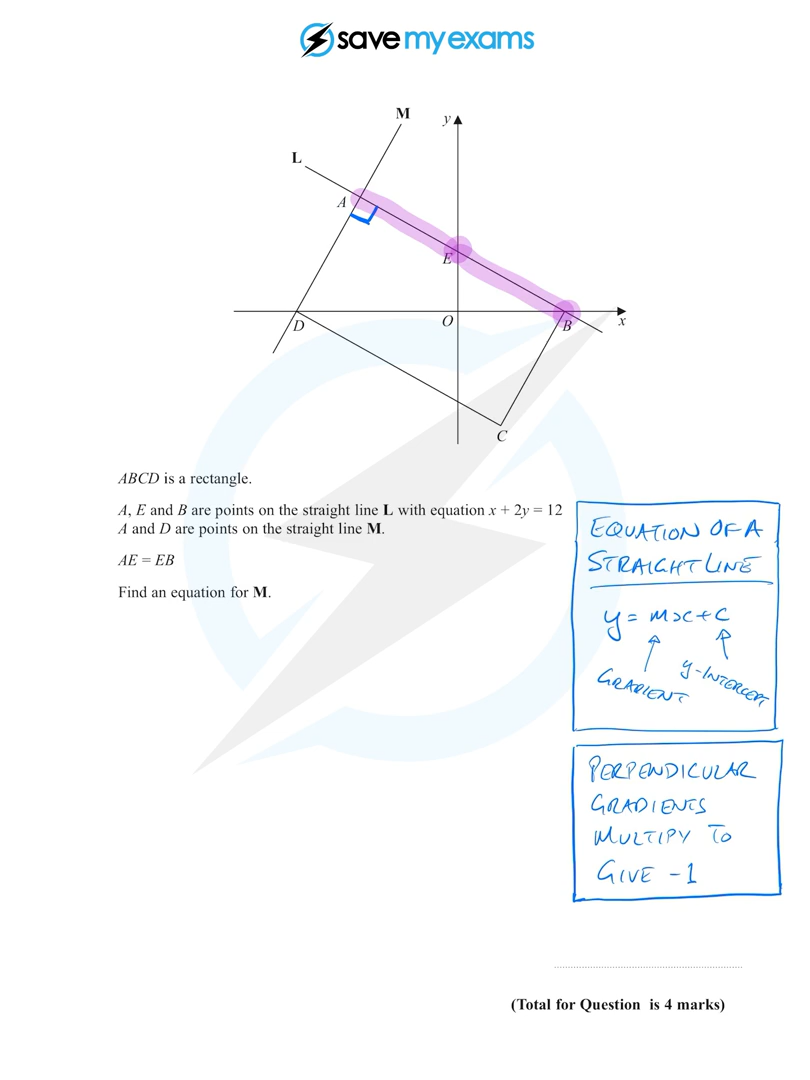 save my exams
M
y
L
A
E
D
O
B
x
C
ABCD is a rectangle.
A, E and B are points on the straight line L with equation x + 2y = 12
A and D are points on the straight line M.
AE = EB
Find an equation for M.
EQUATION OF A
STRAIGHT LINE
y = mx + c
GRADIENT
y-INTERCEPT
PERPENDICULAR
GRADIENTS
MULTIPY TO
GIVE -1
(Total for Question is 4 marks)